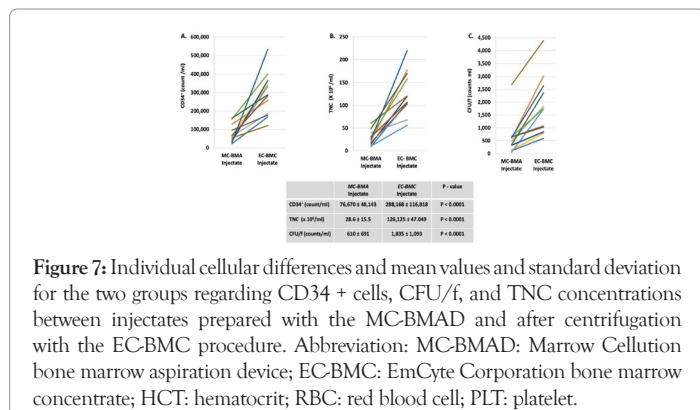 A.
B.
C.
CD34⁺ (count /ml)
600,000
500,000
400,000
300,000
200,000
100,000
0
MC-BMA
Injectate
EC-BMC
Injectate
TNC (X 10⁶ /ml)
250
200
150
100
50
0
MC-BMA
Injectate
EC- BMC
Injectate
CFU/f (counts ml)
4,500
4,000
3,500
3,000
2,500
2,000
1,500
1,000
500
0
MC-BMA
Injectate
EC-BMC
Injectate
MC-BMA Injectate EC-BMC Injectate P - value
CD34⁺ (count/ml) 76,670 ± 48,143 288,168 ± 116,818 P < 0.0001
TNC (x 10⁶/ml) 28.6 ± 15.5 126,125 ± 47.049 P < 0.0001
CFU/f (counts/ml) 610 ± 691 1,835 ± 1,093 P < 0.0001
Figure 7: Individual cellular differences and mean values and standard deviation
for the two groups regarding CD34 + cells, CFU/f, and TNC concentrations
between injectates prepared with the MC-BMAD and after centrifugation
with the EC-BMC procedure. Abbreviation: MC-BMAD: Marrow Cellution
bone marrow aspiration device; EC-BMC: EmCyte Corporation bone marrow
concentrate; HCT: hematocrit; RBC: red blood cell; PLT: platelet.